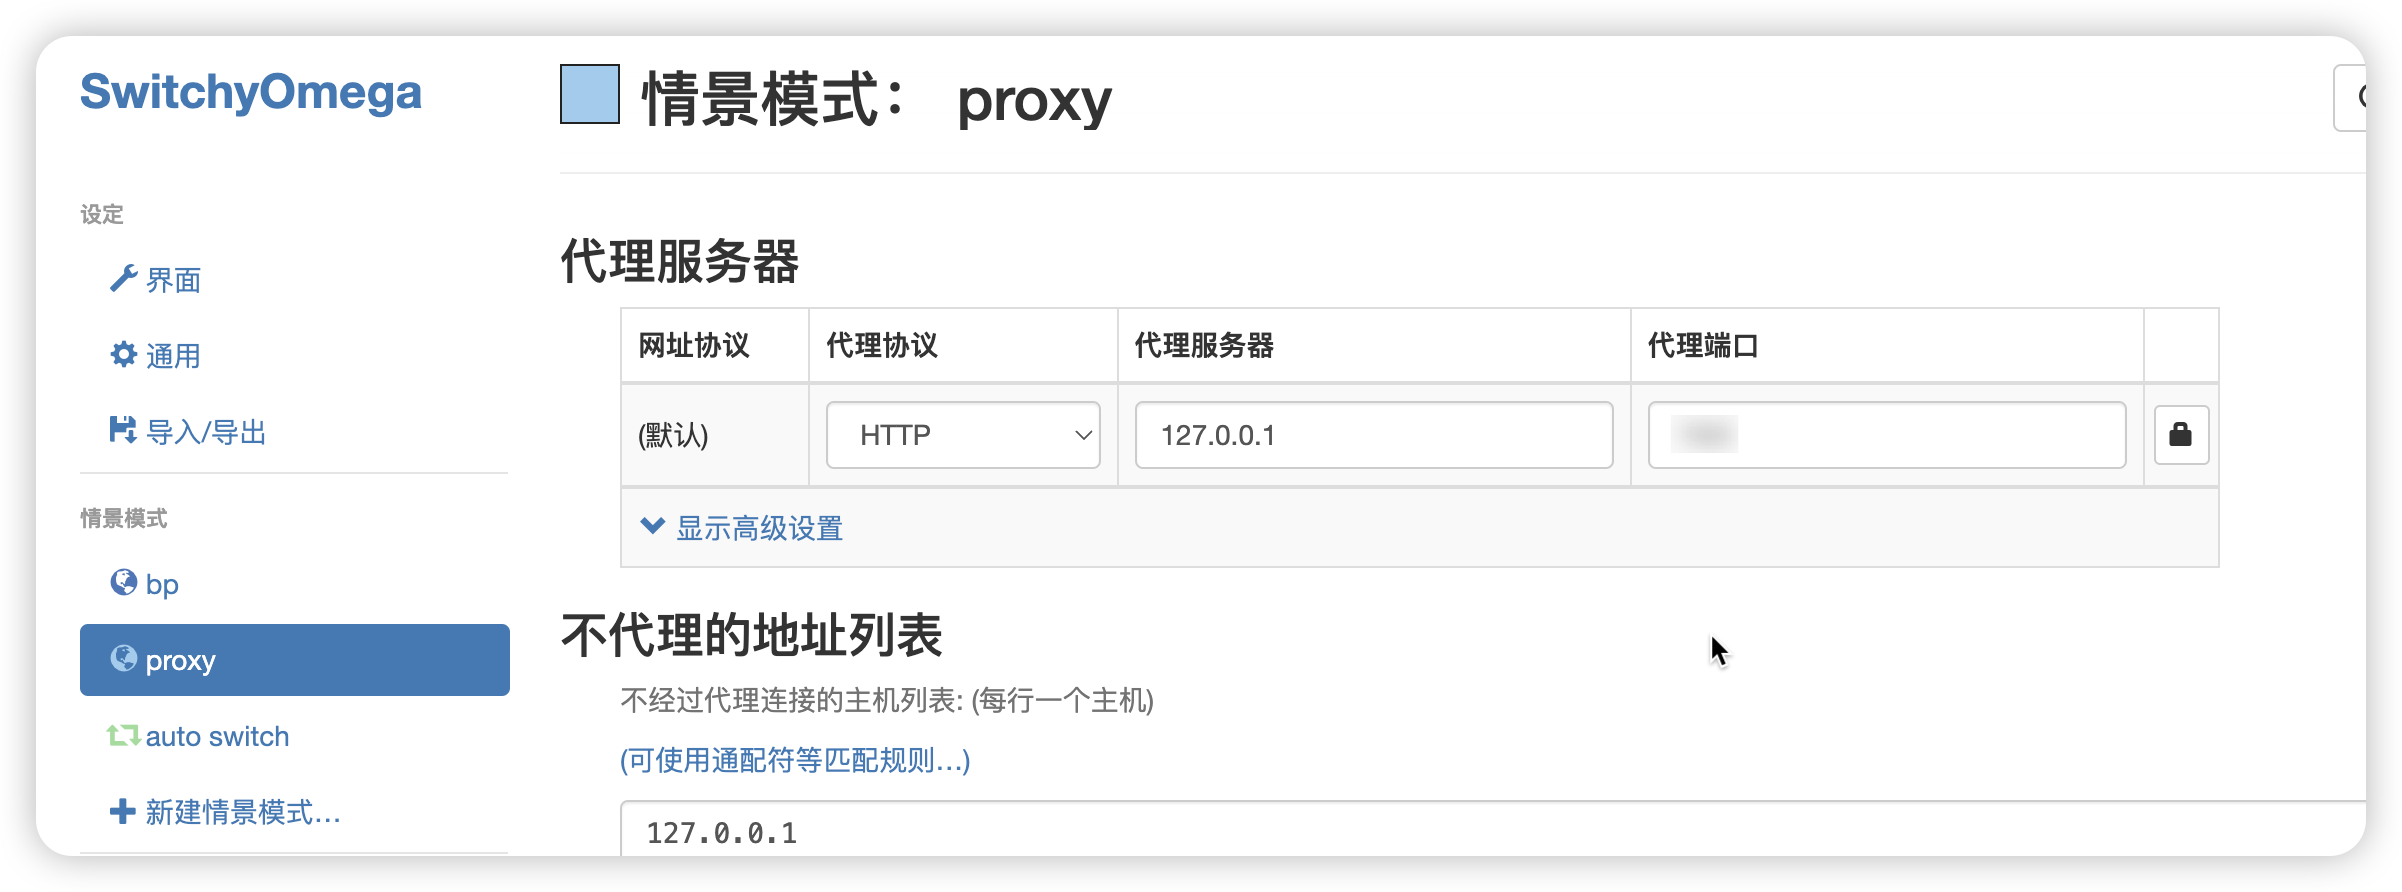 SwitchyOmega
设定
界面
通用
导入/导出
情景模式
bp
proxy
auto switch
新建情景模式...
情景模式： proxy
代理服务器
网址协议 代理协议 代理服务器 代理端口
(默认) HTTP 127.0.0.1
显示高级设置
不代理的地址列表
不经过代理连接的主机列表: (每行一个主机)
(可使用通配符等匹配规则...)
127.0.0.1